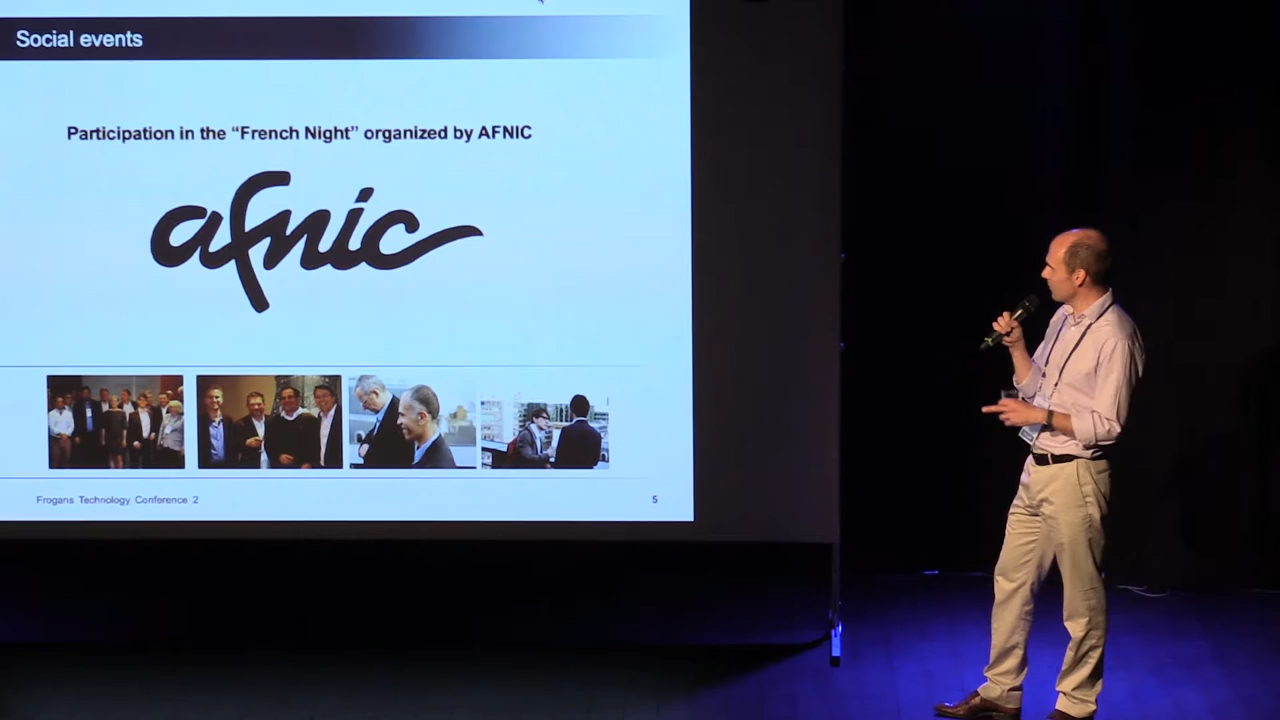 Social events
Participation in the “French Night” organized by AFNIC
afnic
Frogans Technology Conference 2
5